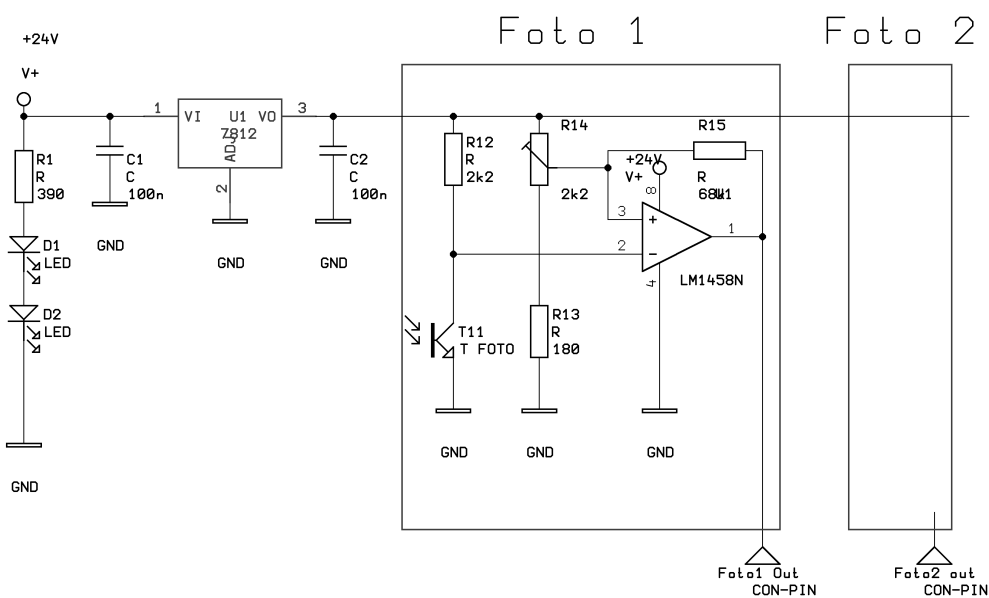 Foto 1
Foto 2
+24V
V+
1
VI
U1
VO
7812
ADJ
2
3
R1
R
390
C1
C
100n
C2
C
100n
R12
R
2k2
R14
2k2
R15
R
68k
U1
+24V
V+
8
3
+
2
-
1
4
LM1458N
D1
LED
D2
LED
GND
GND
GND
T11
T FOTO
R13
R
180
GND
GND
GND
GND
Foto1 Out
CON-PIN
Foto2 out
CON-PIN